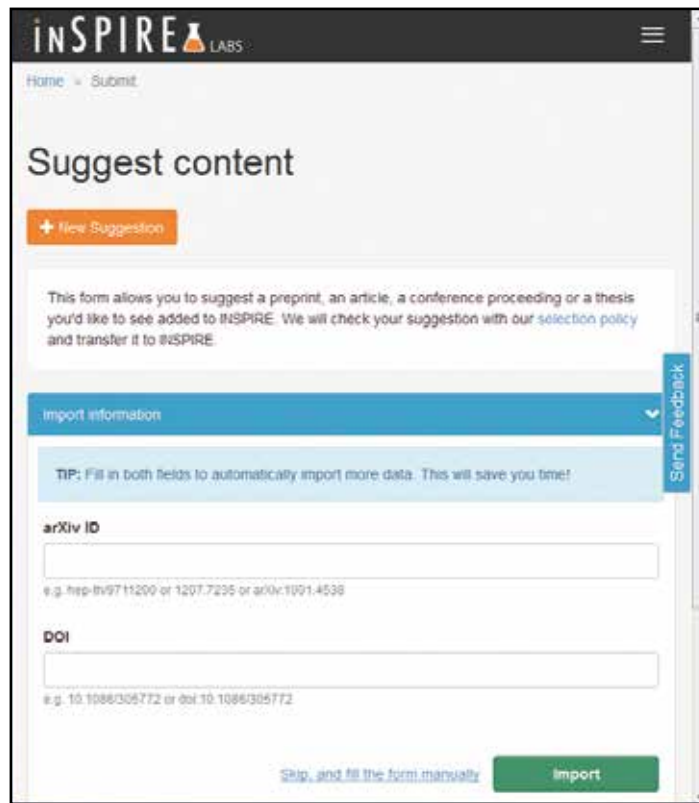 inSPIRE LABS
Home » Submit
Suggest content
+ New Suggestion
This form allows you to suggest a preprint, an article, a conference proceeding or a thesis
you'd like to see added to INSPIRE. We will check your suggestion with our selection policy
and transfer it to INSPIRE.
Import information
Send Feedback
TIP: Fill in both fields to automatically import more data. This will save you time!
arXiv ID
e.g. hep-th/9711200 or 1207.7235 or arXiv:1001.4538
DOI
e.g. 10.1086/305772 or doi:10.1086/305772
Skip, and fill the form manually
Import